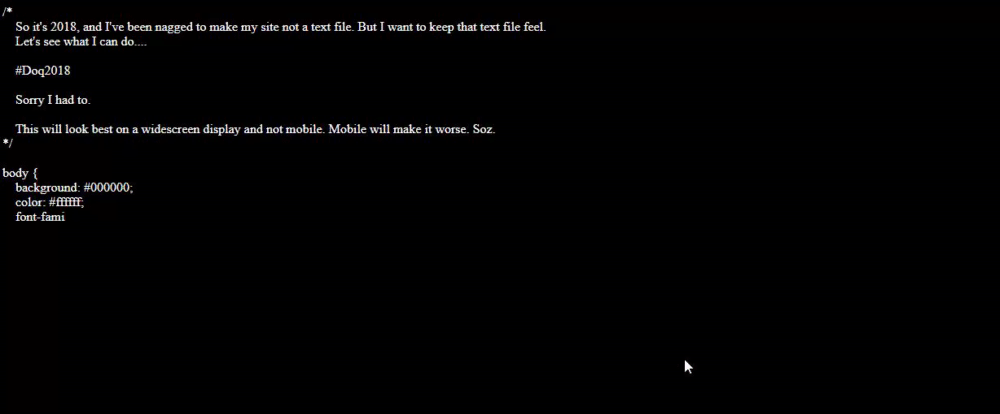 /*
So it's 2018, and I've been nagged to make my site not a text file. But I want to keep that text file feel.
Let's see what I can do....
#Doq2018
Sorry I had to.
This will look best on a widescreen display and not mobile. Mobile will make it worse. Soz.
*/
body {
background: #000000;
color: #ffffff;
font-fami